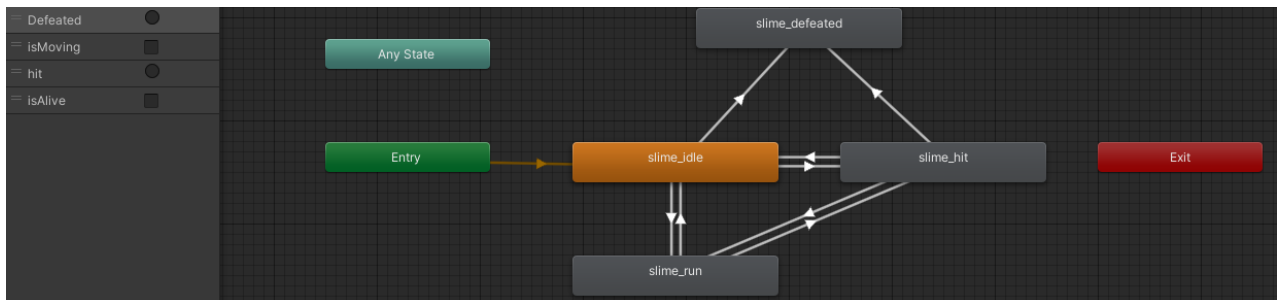 Defeated
isMoving
hit
isAlive
slime_defeated
Any State
Entry
slime_idle
slime_hit
Exit
slime_run